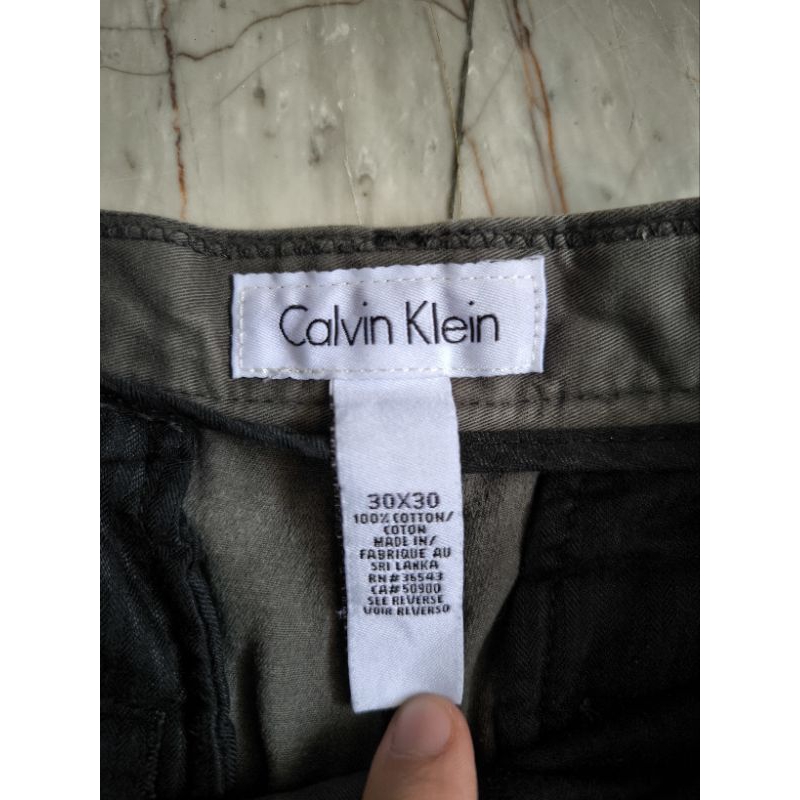 Calvin Klein
30X30
100% COTTON/
COTON
MADE IN/
FABRIQUE AU
SRI LANKA
RN#36543
CA#50900
SEE REVERSE
VOIR REVERSO